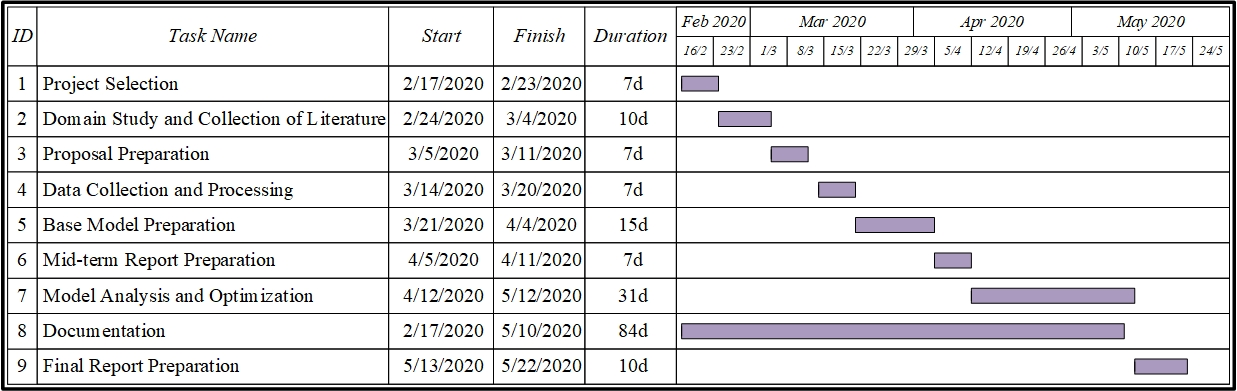 ID Task Name Start Finish Duration Feb 2020 Mar 2020 Apr 2020 May 2020
16/2 23/2 1/3 8/3 15/3 22/3 29/3 5/4 12/4 19/4 26/4 3/5 10/5 17/5 24/5
1 Project Selection 2/17/2020 2/23/2020 7d
2 Domain Study and Collection of Literature 2/24/2020 3/4/2020 10d
3 Proposal Preparation 3/5/2020 3/11/2020 7d
4 Data Collection and Processing 3/14/2020 3/20/2020 7d
5 Base Model Preparation 3/21/2020 4/4/2020 15d
6 Mid-term Report Preparation 4/5/2020 4/11/2020 7d
7 Model Analysis and Optimization 4/12/2020 5/12/2020 31d
8 Documentation 2/17/2020 5/10/2020 84d
9 Final Report Preparation 5/13/2020 5/22/2020 10d